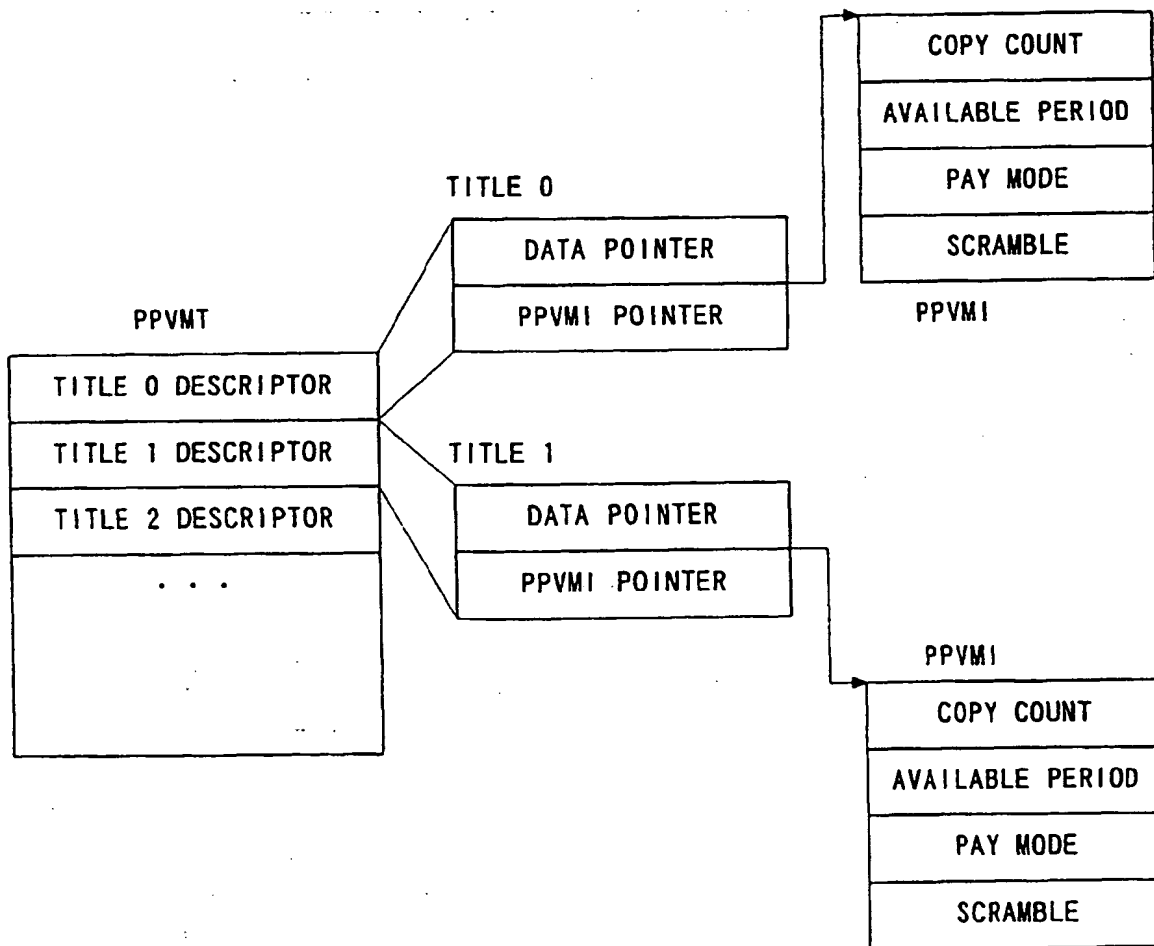 COPY COUNT
AVAILABLE PERIOD
PAY MODE
SCRAMBLE
PPVMI
TITLE 0
DATA POINTER
PPVMI POINTER
PPVMT
TITLE 0 DESCRIPTOR
TITLE 1 DESCRIPTOR
TITLE 2 DESCRIPTOR
. . .
TITLE 1
DATA POINTER
PPVMI POINTER
PPVMI
COPY COUNT
AVAILABLE PERIOD
PAY MODE
SCRAMBLE